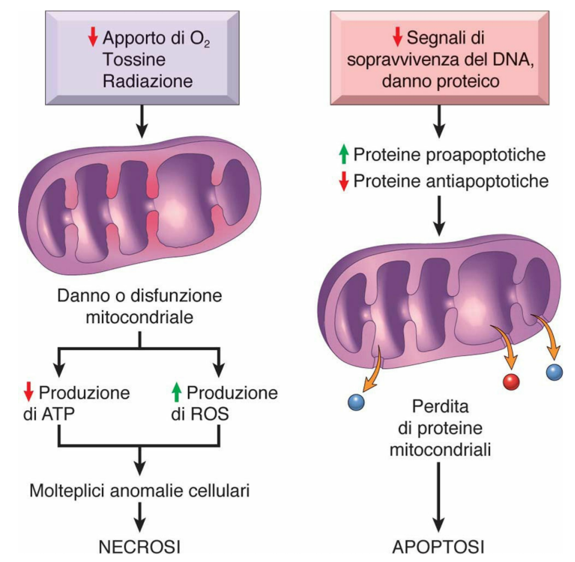 Apporto di O₂
Tossine
Radiazione
Danno o disfunzione
mitocondriale
Produzione
di ATP
Produzione
di ROS
Molteplici anomalie cellulari
NECROSI
Segnali di
sopravvivenza del DNA,
danno proteico
Proteine proapoptotiche
Proteine antiapoptotiche
Perdita
di proteine
mitocondriali
APOPTOSI